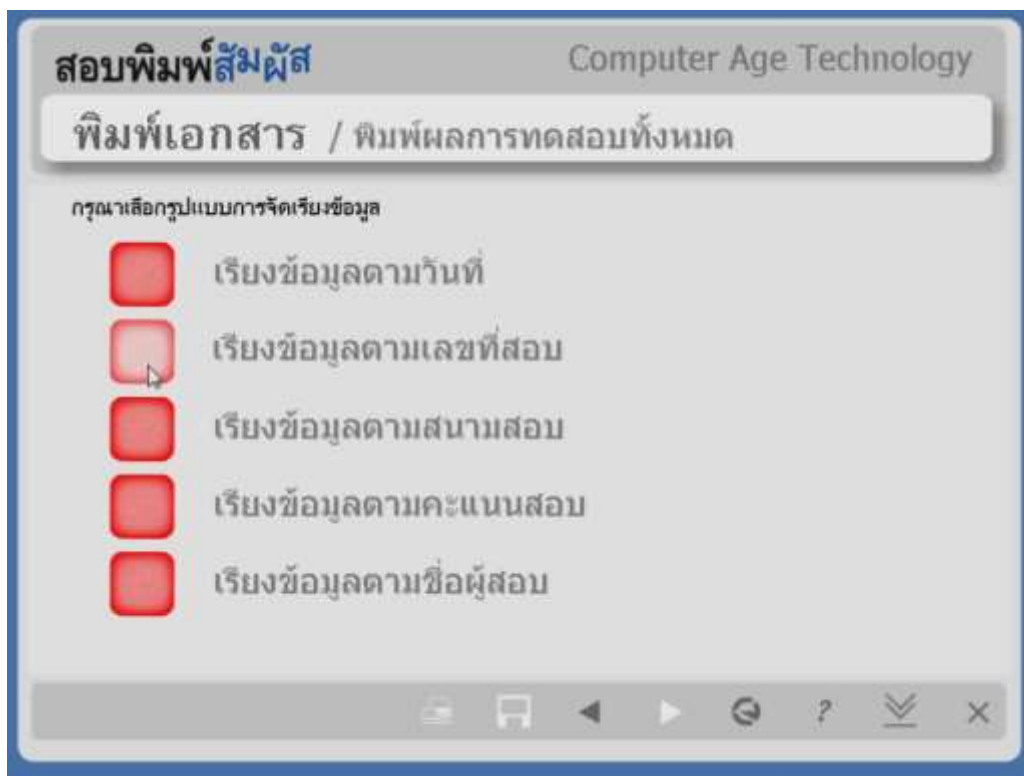 สอบพิมพ์สัมผัส Computer Age Technology
พิมพ์เอกสาร / พิมพ์ผลการทดสอบทั้งหมด
กรุณาเลือกรูปแบบการจัดเรียงข้อมูล
เรียงข้อมูลตามวันที่
เรียงข้อมูลตามเลขที่สอบ
เรียงข้อมูลตามสนามสอบ
เรียงข้อมูลตามคะแนนสอบ
เรียงข้อมูลตามชื่อผู้สอบ
?